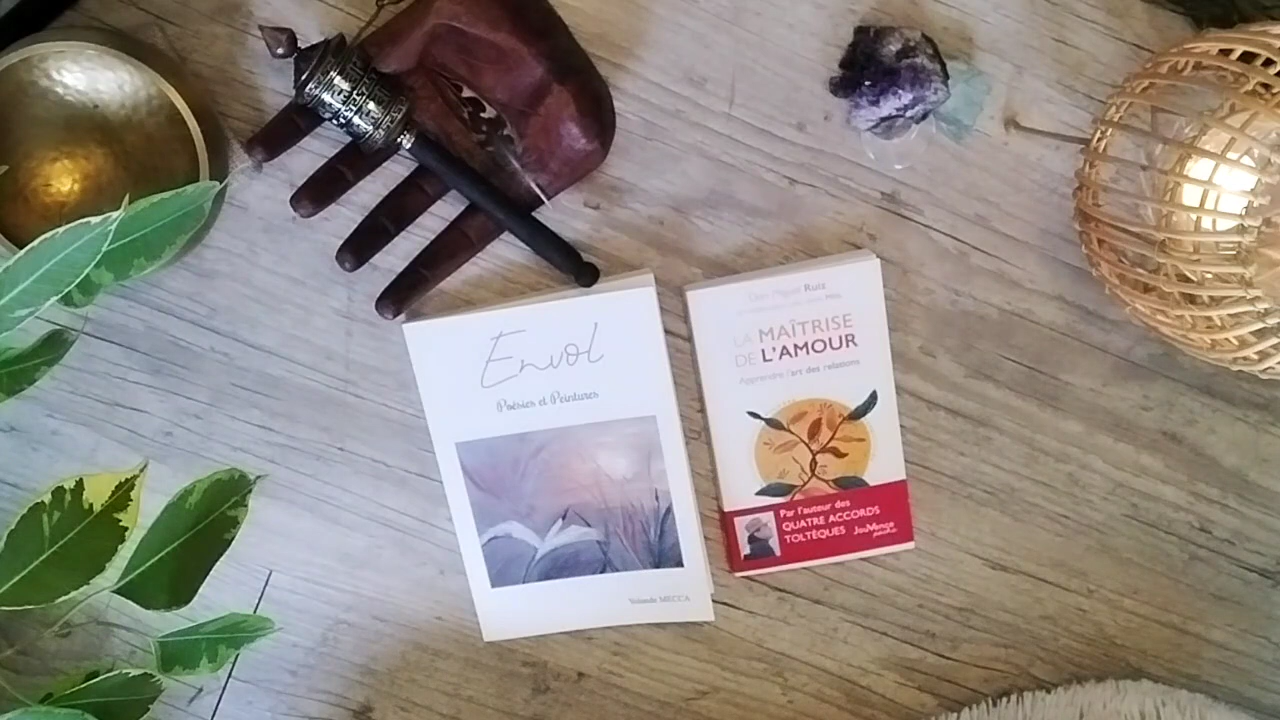 Envol
Poésies et Peintures
Yolande MECCA
Don Miguel Ruiz
LA MAÎTRISE
DE L'AMOUR
Apprendre l'art des relations
Par l'auteur des
QUATRE ACCORDS
TOLTÈQUES Jouvence
poche